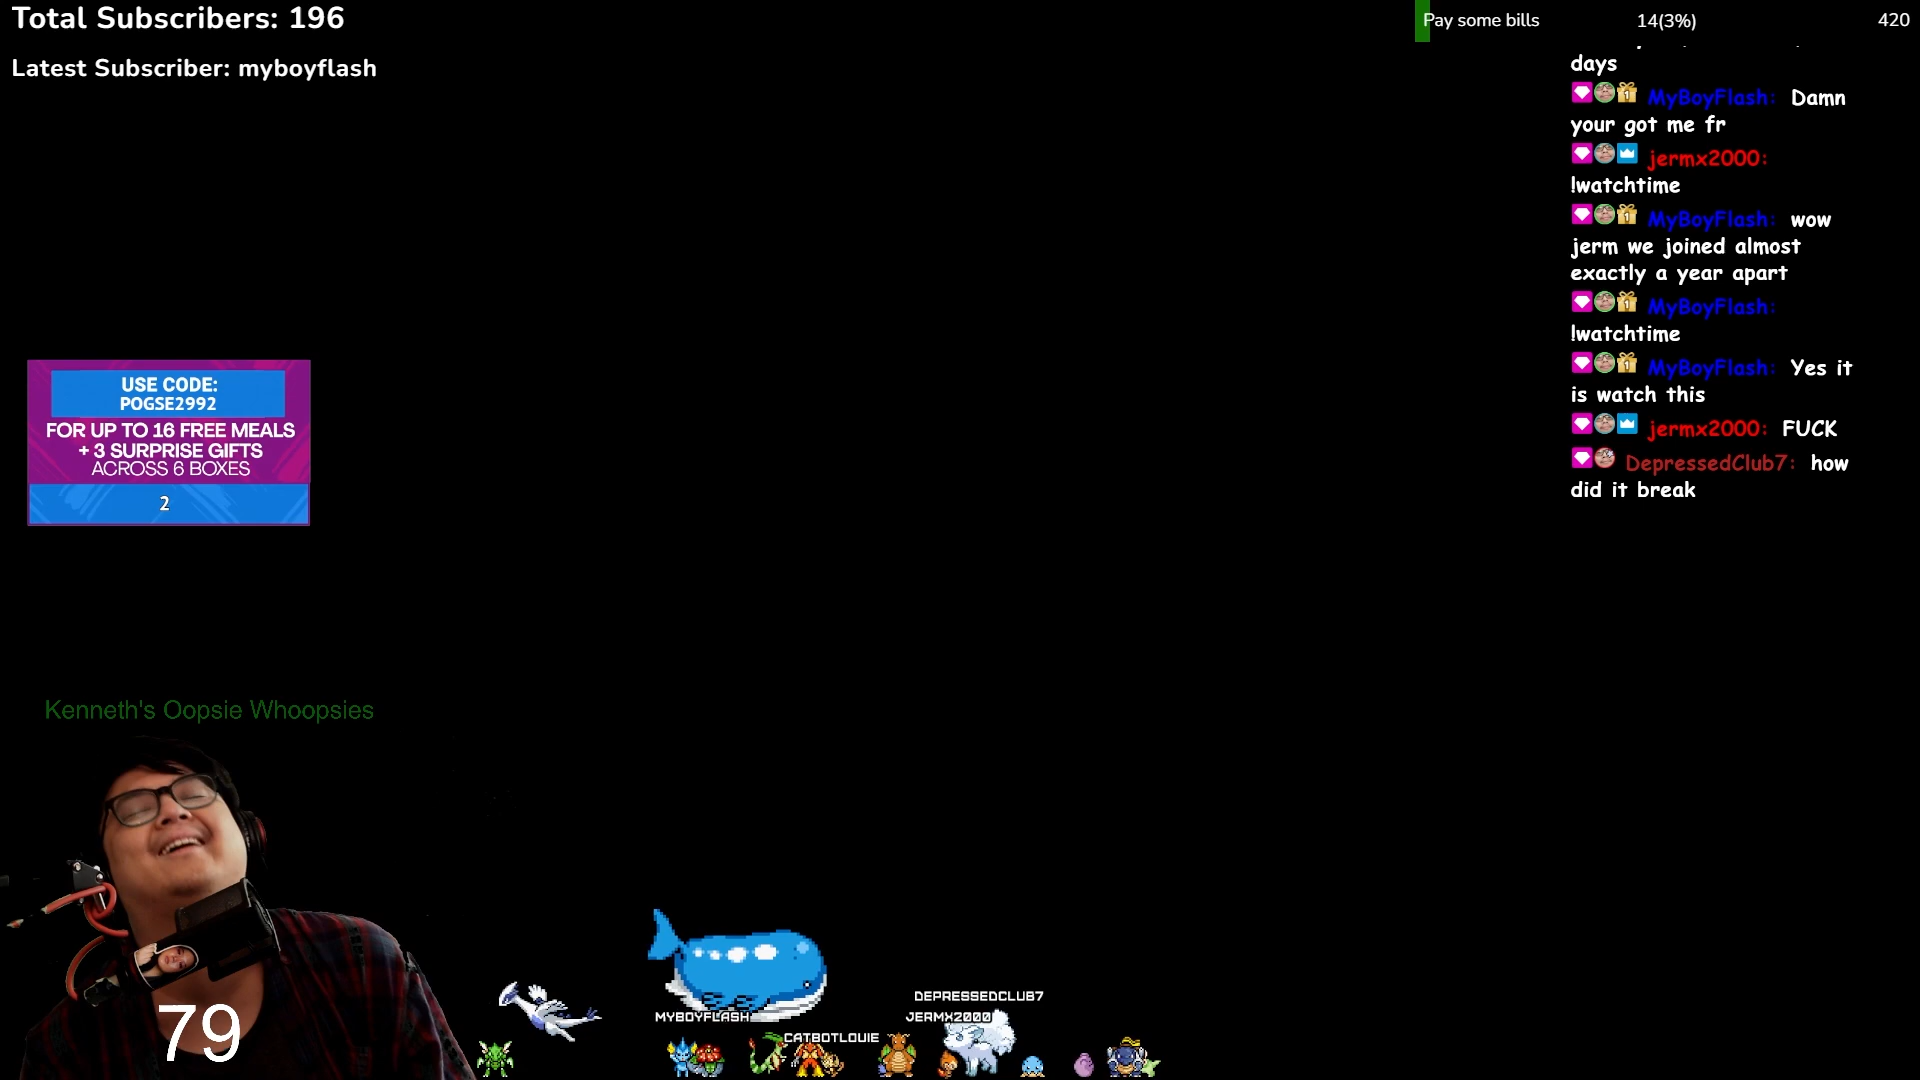 Total Subscribers: 196
Latest Subscriber: myboyflash
Pay some bills 14(3%) 420
days
MyBoyFlash: Damn
your got me fr
jermx2000:
!watchtime
MyBoyFlash: wow
jerm we joined almost
exactly a year apart
MyBoyFlash:
!watchtime
MyBoyFlash: Yes it
is watch this
jermx2000: FUCK
DepressedClub7: how
did it break
USE CODE:
POGSE2992
FOR UP TO 16 FREE MEALS
+ 3 SURPRISE GIFTS
ACROSS 6 BOXES
2
Kenneth's Oopsie Whoopsies
79
DEPRESSEDCLUB7
MYBOYFLASH
JERMX2000
CATBOTLOUIE